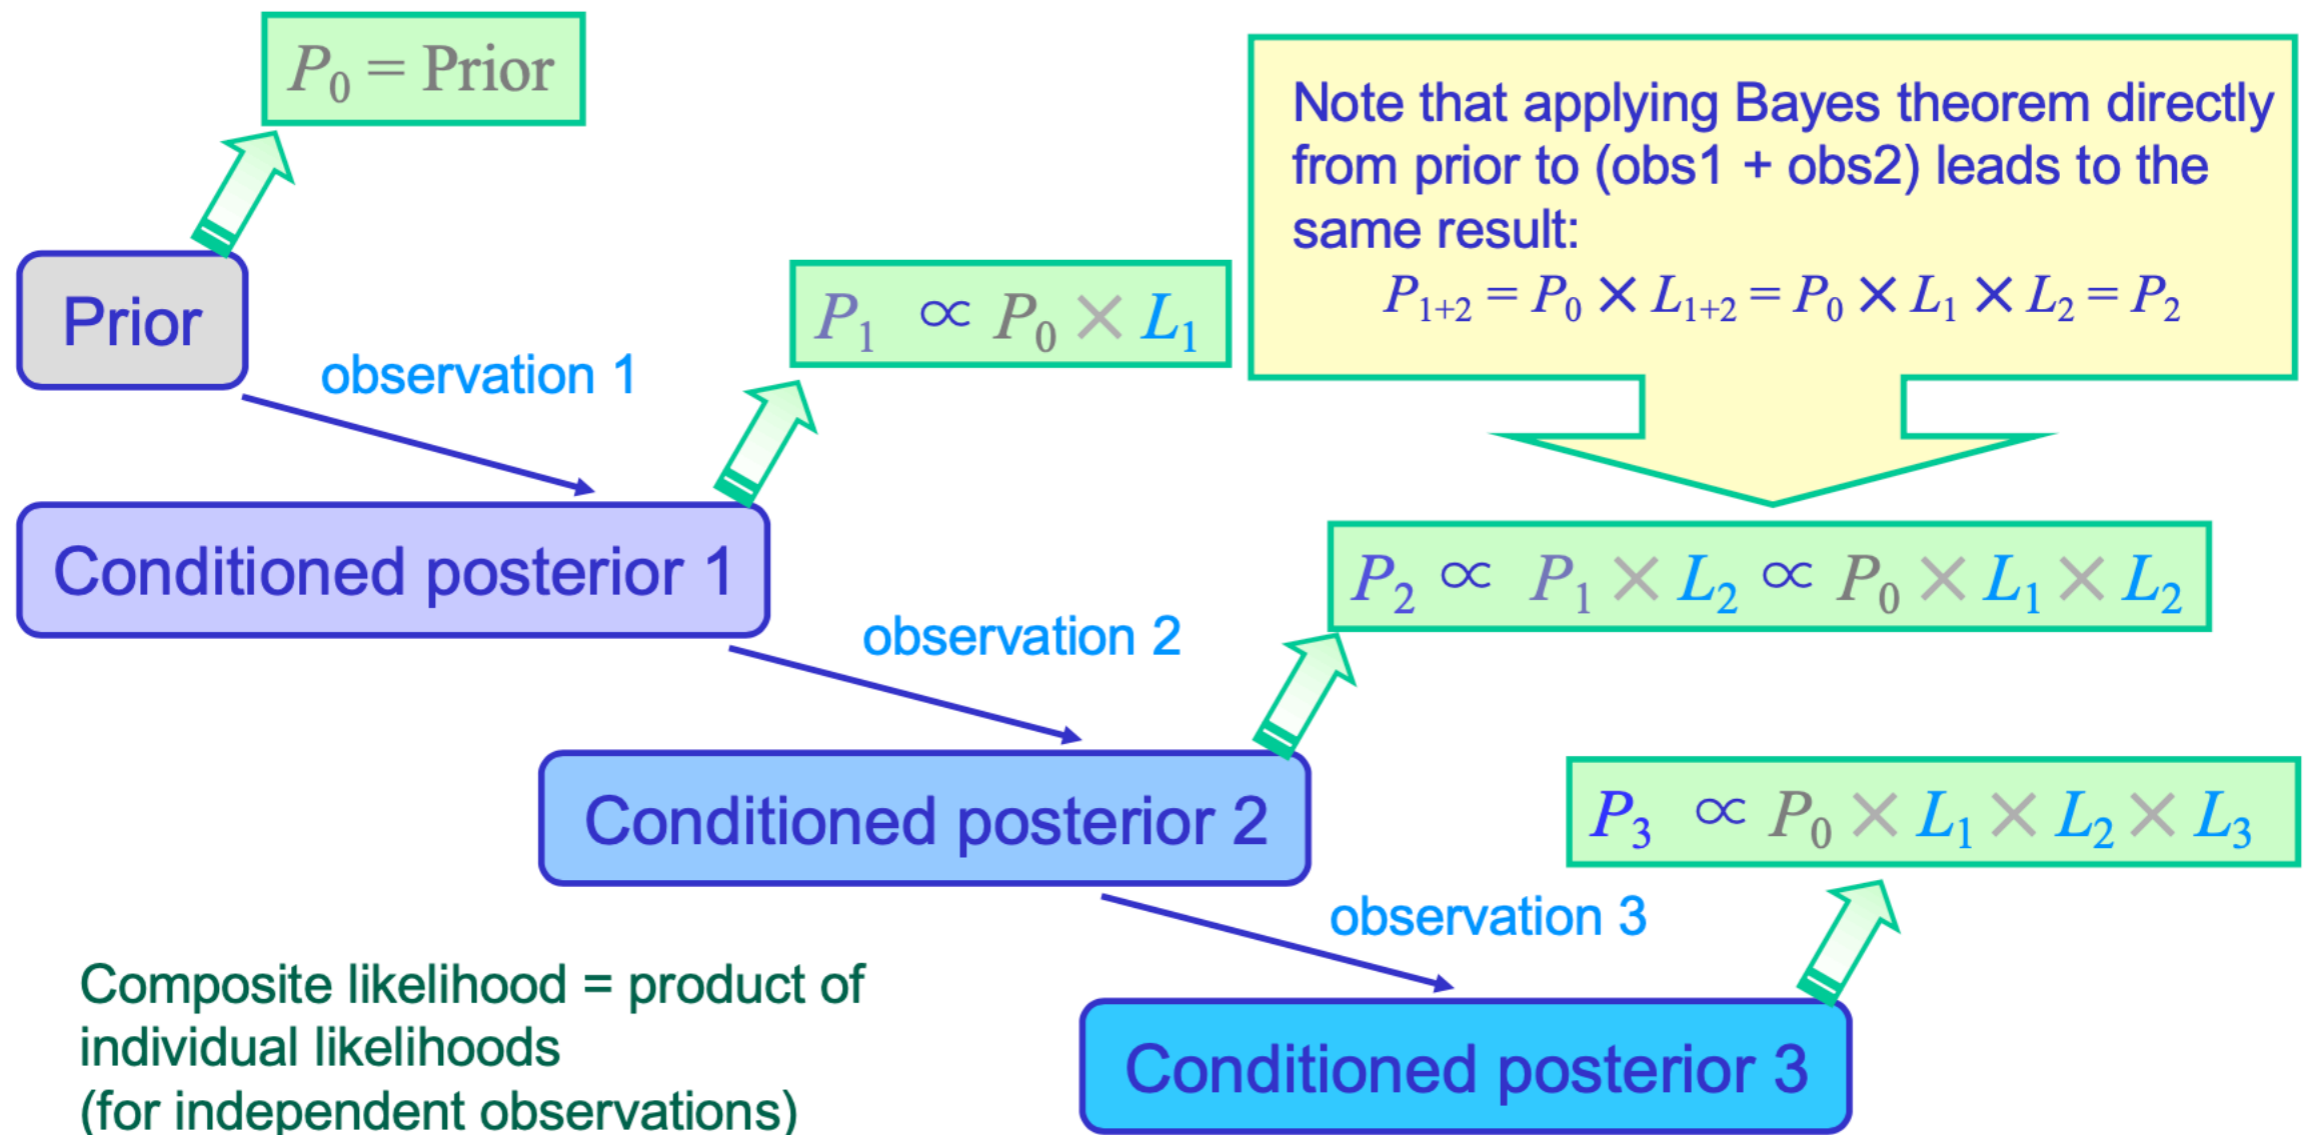 P₀ = Prior
Note that applying Bayes theorem directly
from prior to (obs1 + obs2) leads to the
same result:
P₁₊₂ = P₀ × L₁₊₂ = P₀ × L₁ × L₂ = P₂
Prior
P₁ ∝ P₀ × L₁
observation 1
Conditioned posterior 1
P₂ ∝ P₁ × L₂ ∝ P₀ × L₁ × L₂
observation 2
Conditioned posterior 2
P₃ ∝ P₀ × L₁ × L₂ × L₃
observation 3
Conditioned posterior 3
Composite likelihood = product of
individual likelihoods
(for independent observations)